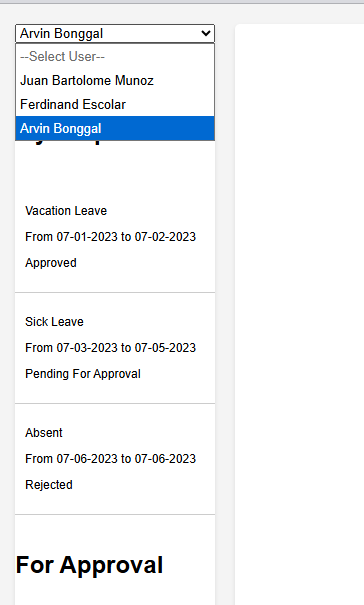 Arvin Bonggal
--Select User--
Juan Bartolome Munoz
Ferdinand Escolar
Arvin Bonggal
Vacation Leave
From 07-01-2023 to 07-02-2023
Approved
Sick Leave
From 07-03-2023 to 07-05-2023
Pending For Approval
Absent
From 07-06-2023 to 07-06-2023
Rejected
For Approval